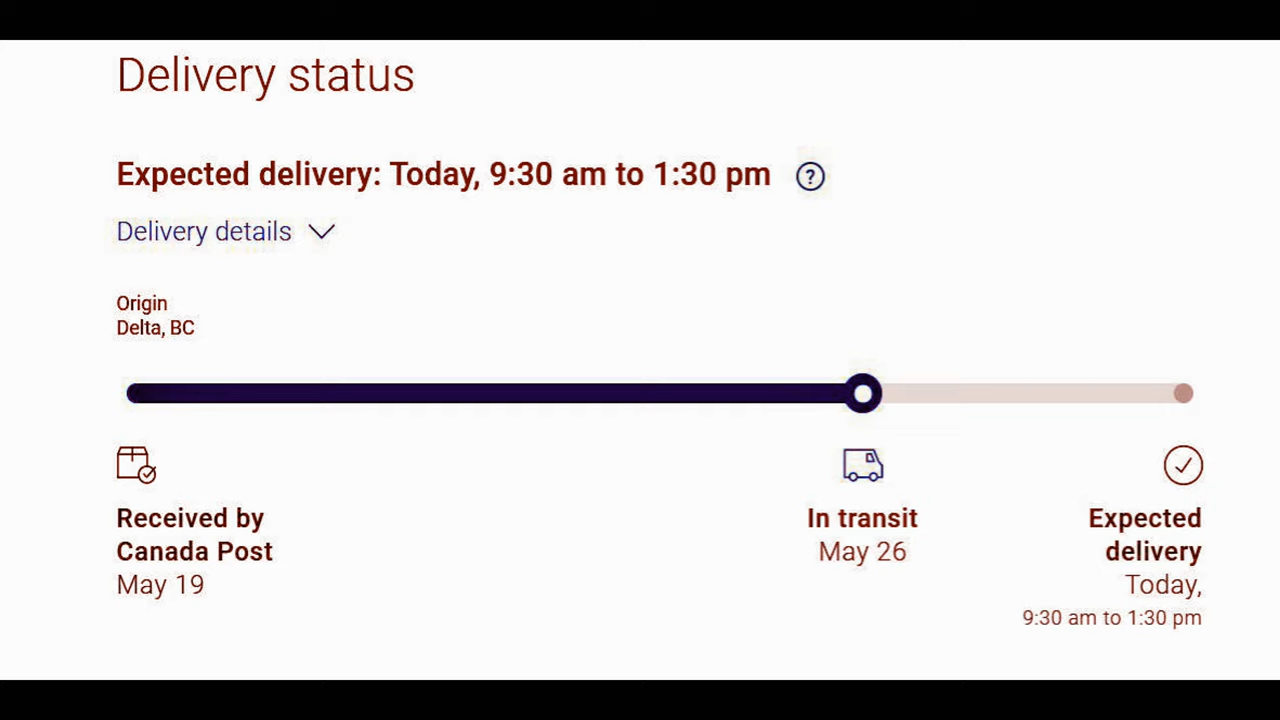 Delivery status
Expected delivery: Today, 9:30 am to 1:30 pm ?
Delivery details
Origin
Delta, BC
Received by
Canada Post
May 19
In transit
May 26
Expected
delivery
Today,
9:30 am to 1:30 pm